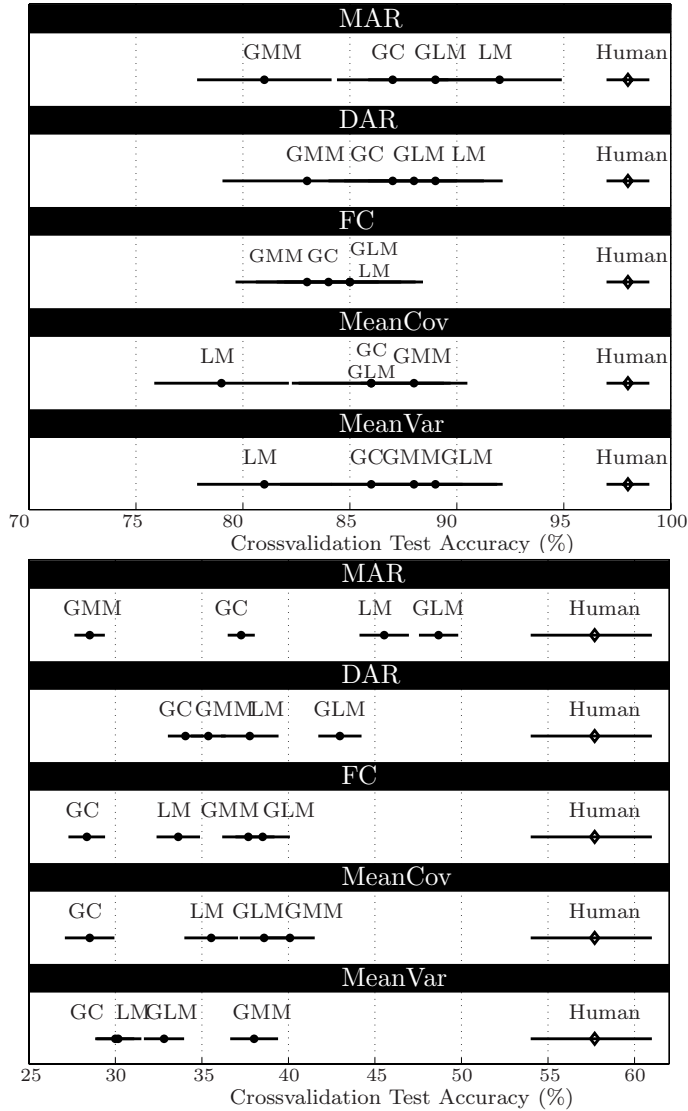 MAR
GMM GC GLM LM Human
DAR
GMM GC GLM LM Human
FC
GMM GC GLM LM Human
MeanCov
LM GC GLM GMM Human
MeanVar
LM GC GMM GLM Human
70 75 80 85 90 95 100
Crossvalidation Test Accuracy (%)
MAR
GMM GC LM GLM Human
DAR
GC GMM LM GLM Human
FC
GC LM GMM GLM Human
MeanCov
GC LM GLM GMM Human
MeanVar
GC LM GLM GMM Human
25 30 35 40 45 50 55 60
Crossvalidation Test Accuracy (%)